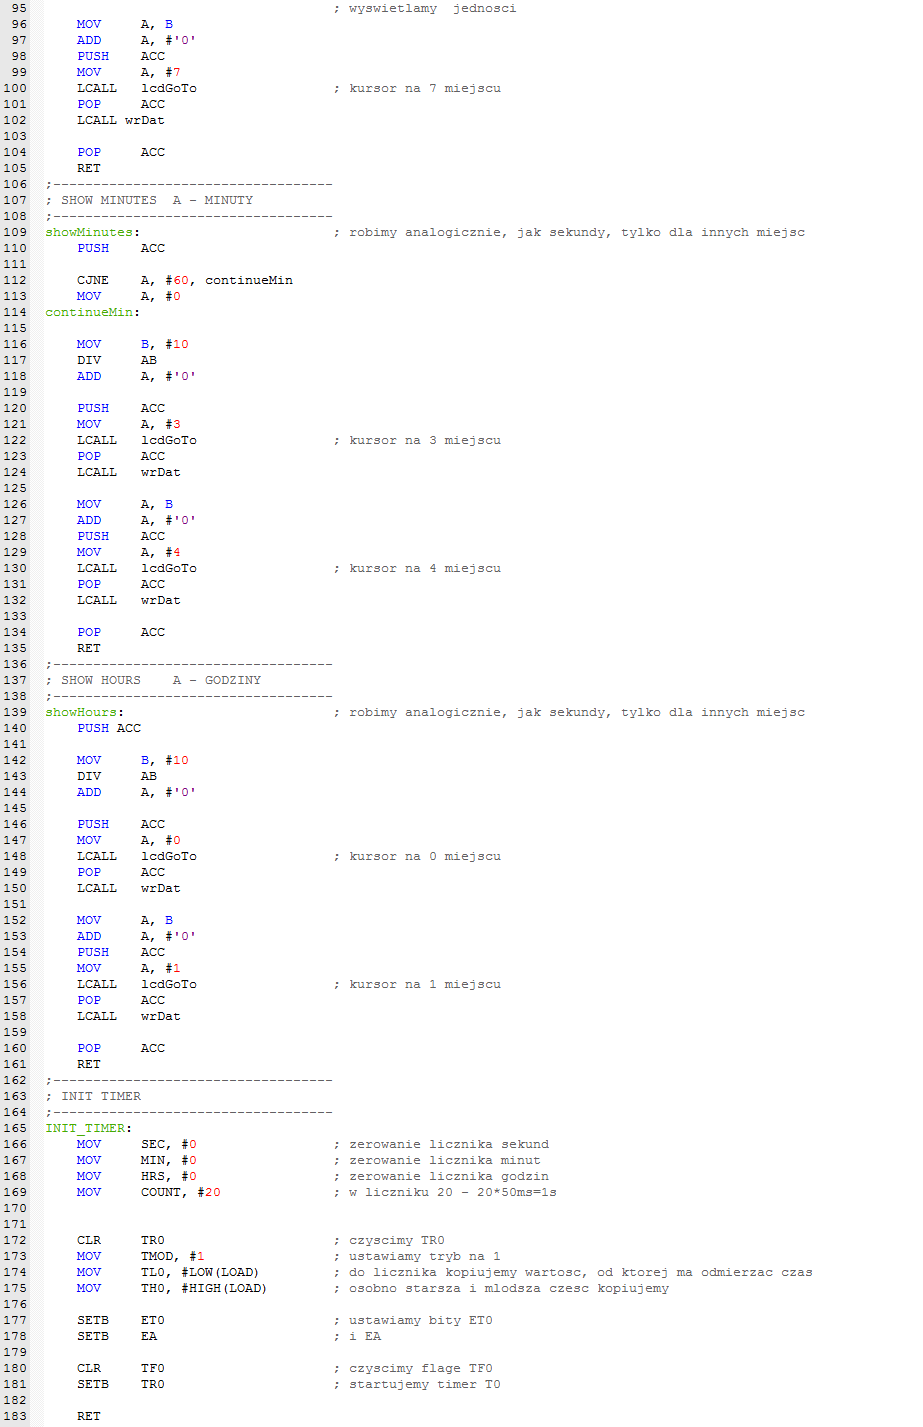 95 ; wyswietlamy  jednosci
96 MOV A, B
97 ADD A, #'0'
98 PUSH ACC
99 MOV A, #7
100 LCALL lcdGoTo ; kursor na 7 miejscu
101 POP ACC
102 LCALL wrDat
103
104 POP ACC
105 RET
106 ;-----------------------------------
107 ; SHOW MINUTES  A - MINUTY
108 ;-----------------------------------
109 showMinutes: ; robimy analogicznie, jak sekundy, tylko dla innych miejsc
110 PUSH ACC
111
112 CJNE A, #60, continueMin
113 MOV A, #0
114 continueMin:
115
116 MOV B, #10
117 DIV AB
118 ADD A, #'0'
119
120 PUSH ACC
121 MOV A, #3
122 LCALL lcdGoTo ; kursor na 3 miejscu
123 POP ACC
124 LCALL wrDat
125
126 MOV A, B
127 ADD A, #'0'
128 PUSH ACC
129 MOV A, #4
130 LCALL lcdGoTo ; kursor na 4 miejscu
131 POP ACC
132 LCALL wrDat
133
134 POP ACC
135 RET
136 ;-----------------------------------
137 ; SHOW HOURS    A - GODZINY
138 ;-----------------------------------
139 showHours: ; robimy analogicznie, jak sekundy, tylko dla innych miejsc
140 PUSH ACC
141
142 MOV B, #10
143 DIV AB
144 ADD A, #'0'
145
146 PUSH ACC
147 MOV A, #0
148 LCALL lcdGoTo ; kursor na 0 miejscu
149 POP ACC
150 LCALL wrDat
151
152 MOV A, B
153 ADD A, #'0'
154 PUSH ACC
155 MOV A, #1
156 LCALL lcdGoTo ; kursor na 1 miejscu
157 POP ACC
158 LCALL wrDat
159
160 POP ACC
161 RET
162 ;-----------------------------------
163 ; INIT TIMER
164 ;-----------------------------------
165 INIT_TIMER:
166 MOV SEC, #0 ; zerowanie licznika sekund
167 MOV MIN, #0 ; zerowanie licznika minut
168 MOV HRS, #0 ; zerowanie licznika godzin
169 MOV COUNT, #20 ; w liczniku 20 - 20*50ms=1s
170
171
172 CLR TR0 ; czyscimy TR0
173 MOV TMOD, #1 ; ustawiamy tryb na 1
174 MOV TL0, #LOW(LOAD) ; do licznika kopiujemy wartosc, od ktorej ma odmierzac czas
175 MOV TH0, #HIGH(LOAD) ; osobno starsza i mlodsza czesc kopiujemy
176
177 SETB ET0 ; ustawiamy bity ET0
178 SETB EA ; i EA
179
180 CLR TF0 ; czyscimy flage TF0
181 SETB TR0 ; startujemy timer T0
182
183 RET